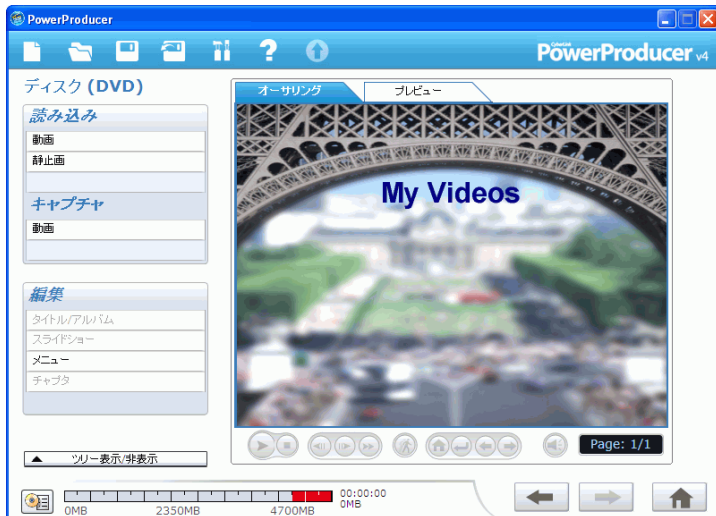 PowerProducer
CyberLink
PowerProducer v4
ディスク (DVD)
オーサリング
プレビュー
読み込み
動画
静止画
キャプチャ
動画
My Videos
編集
タイトル/アルバム
スライドショー
メニュー
チャプタ
ツリー表示/非表示
Page: 1/1
00:00:00
0MB
0MB
2350MB
4700MB